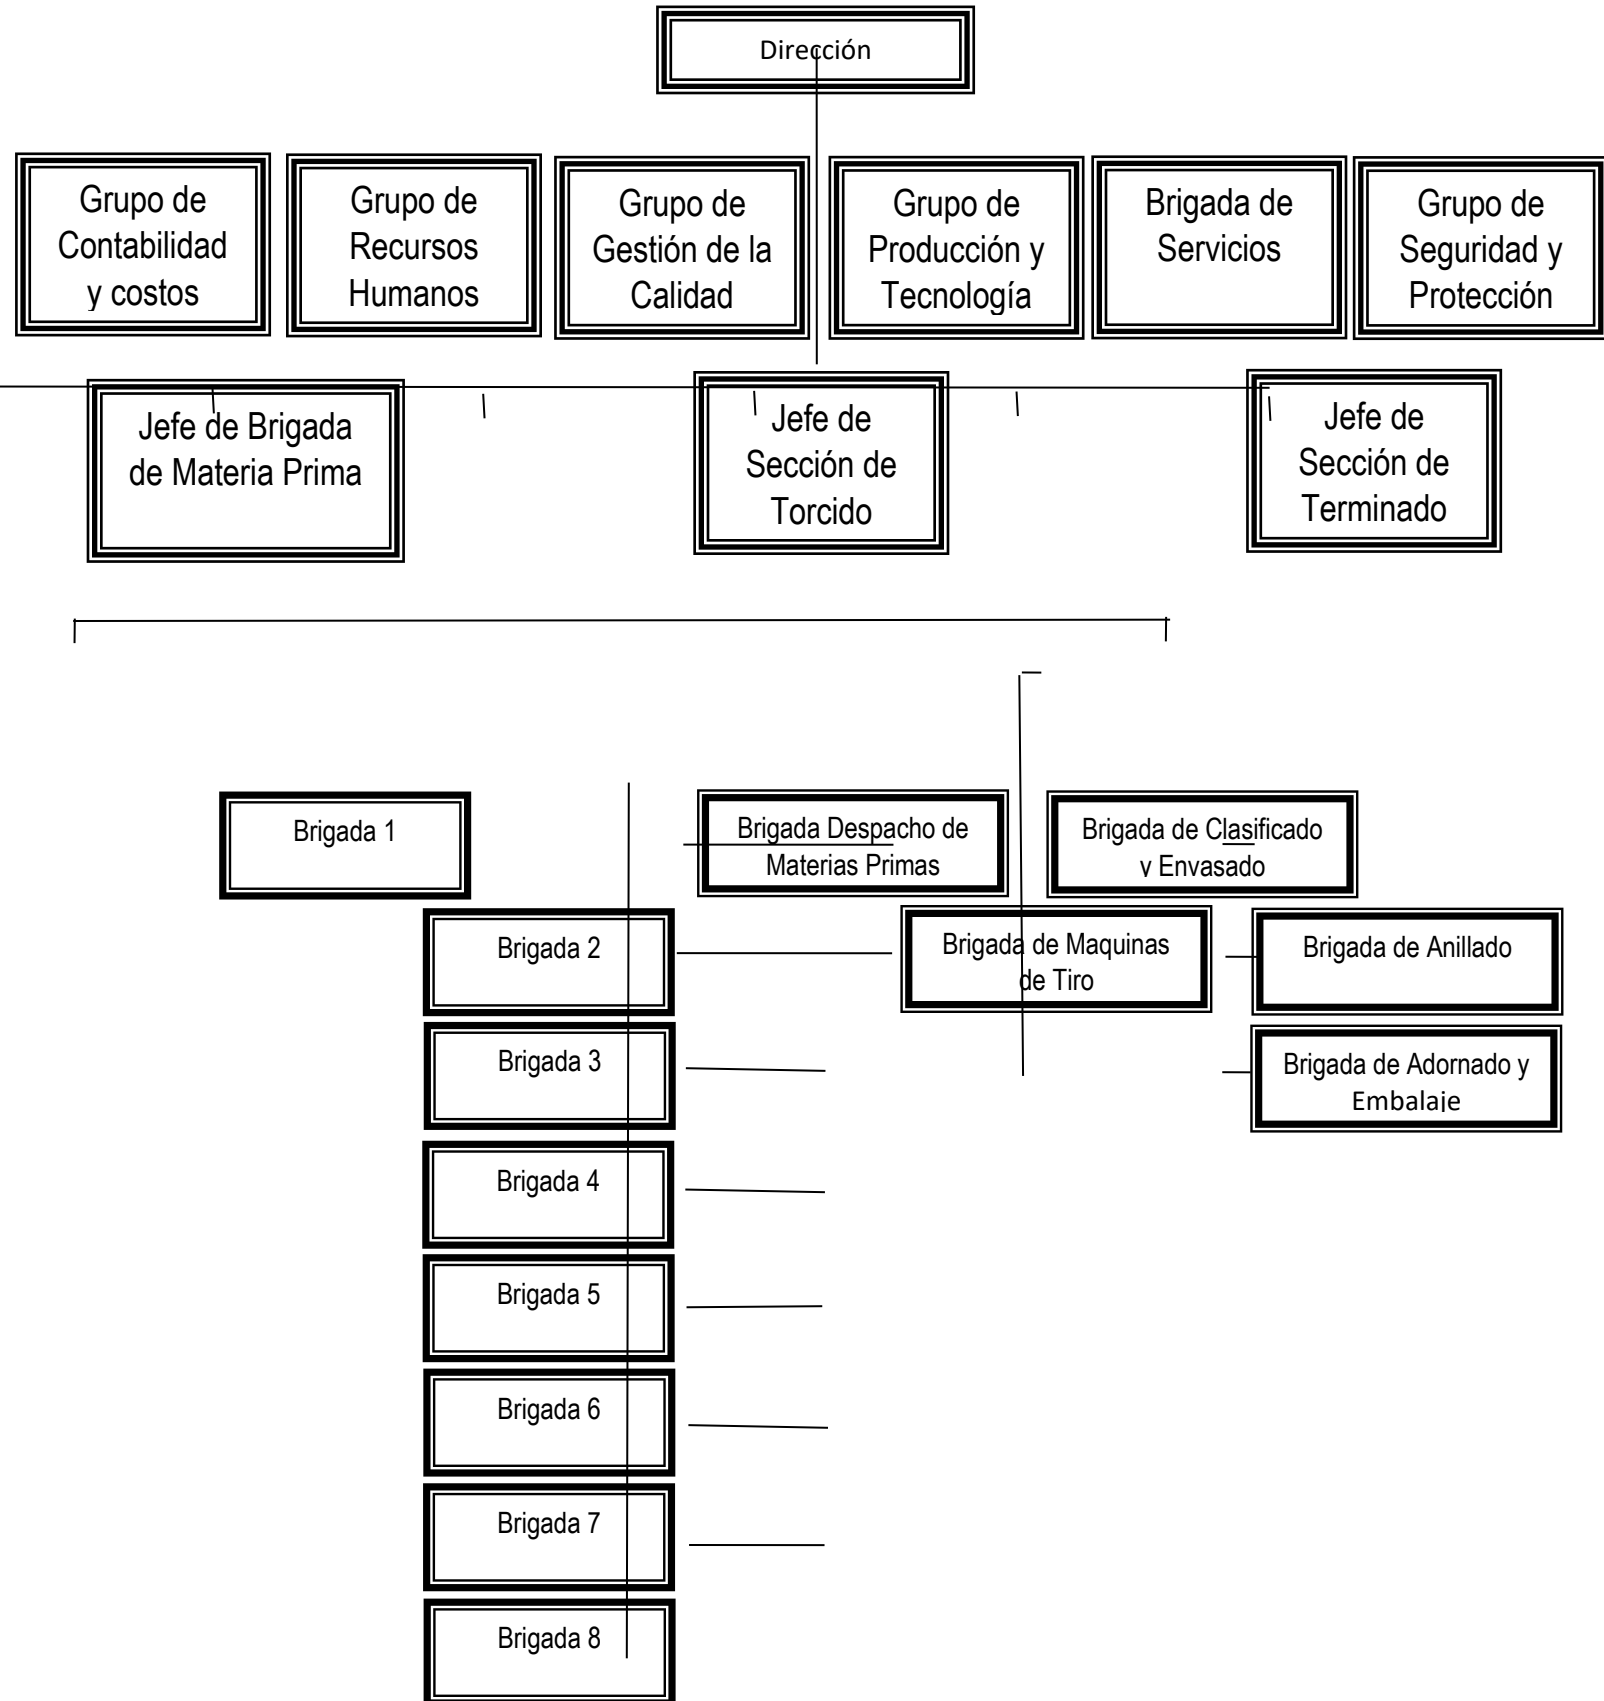 Dirección
Grupo de
Contabilidad
y costos
Grupo de
Recursos
Humanos
Grupo de
Gestión de la
Calidad
Grupo de
Producción y
Tecnología
Brigada de
Servicios
Grupo de
Seguridad y
Protección
Jefe de Brigada
de Materia Prima
Jefe de
Sección de
Torcido
Jefe de
Sección de
Terminado
Brigada 1
Brigada Despacho de
Materias Primas
Brigada de Clasificado
y Envasado
Brigada 2
Brigada de Maquinas
de Tiro
Brigada de Anillado
Brigada 3
Brigada de Adornado y
Embalaje
Brigada 4
Brigada 5
Brigada 6
Brigada 7
Brigada 8